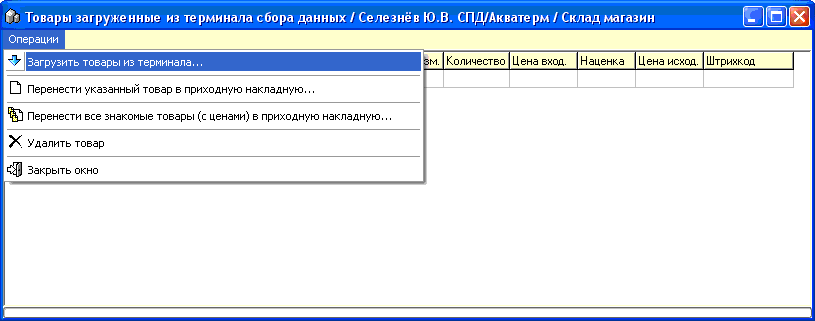 Товары загруженные из терминала сбора данных / Селезнёв Ю.В. СПД/Акватерм / Склад магазин
Операции
зм. Количество Цена вход. Наценка Цена исход. Штрихкод
Загрузить товары из терминала...
Перенести указанный товар в приходную накладную...
Перенести все знакомые товары (с ценами) в приходную накладную...
Удалить товар
Закрыть окно